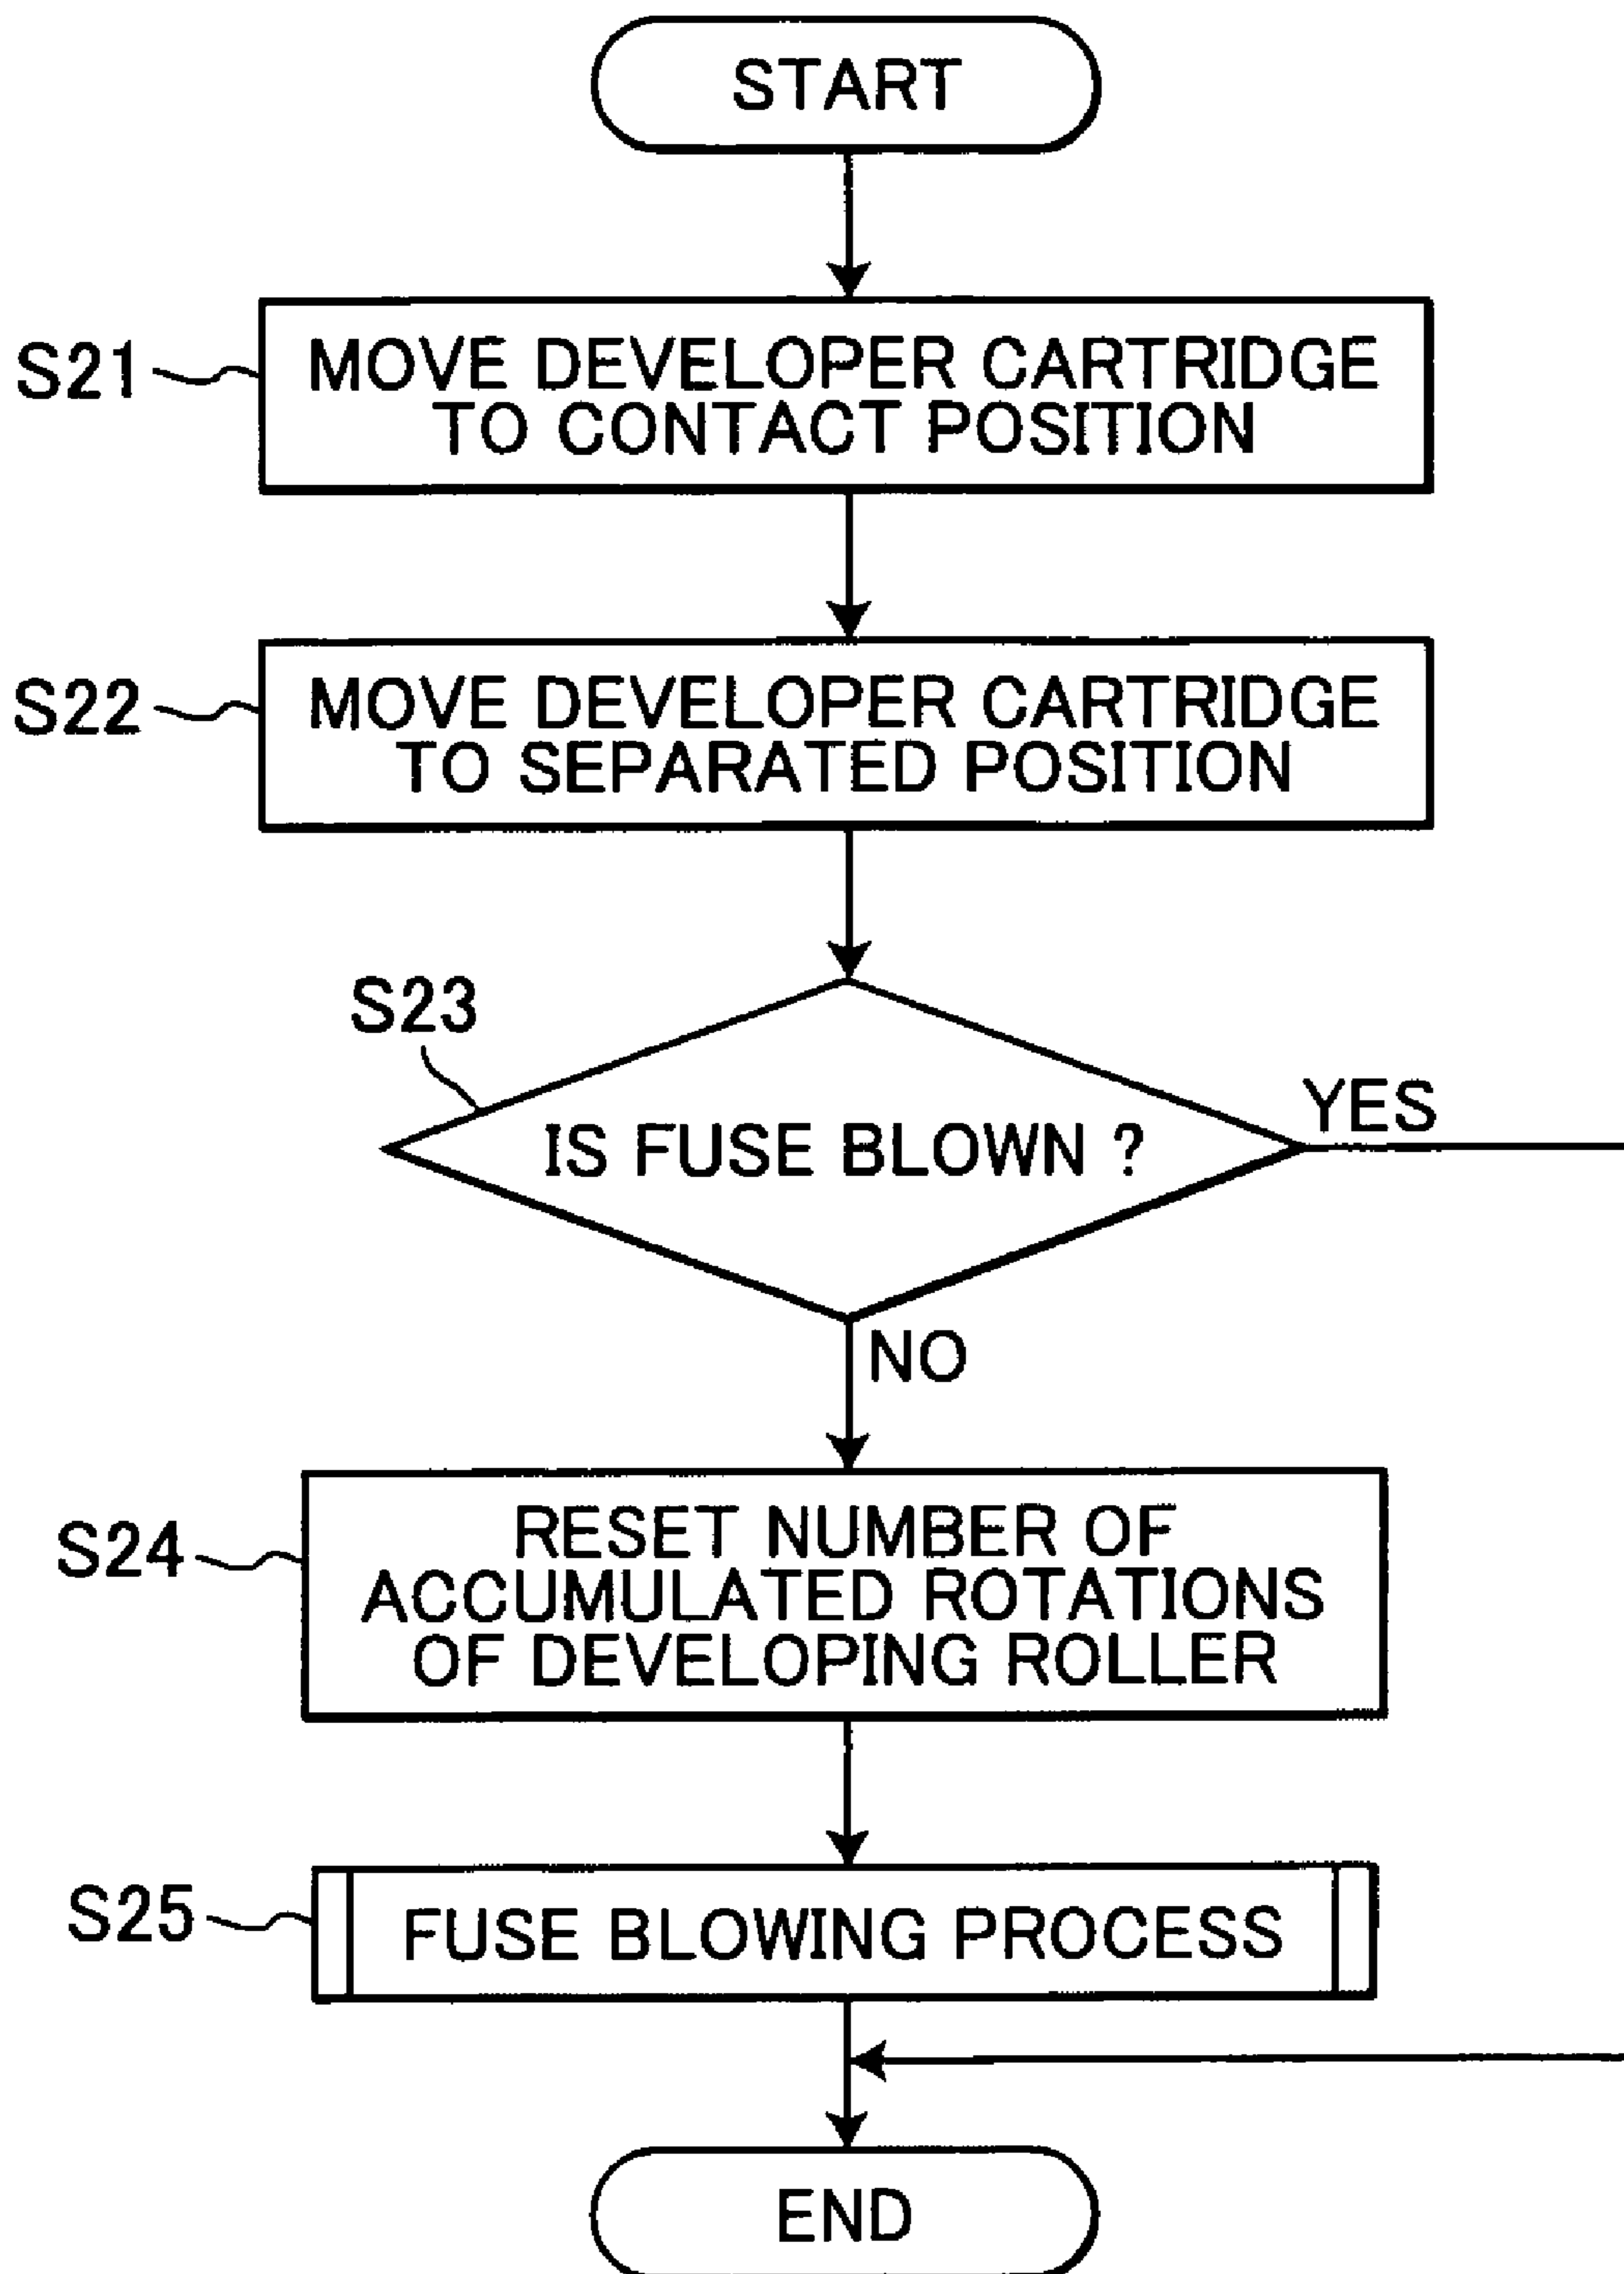 START
S21
MOVE DEVELOPER CARTRIDGE
TO CONTACT POSITION
S22
MOVE DEVELOPER CARTRIDGE
TO SEPARATED POSITION
S23
IS FUSE BLOWN ?
YES
NO
S24
RESET NUMBER OF
ACCUMULATED ROTATIONS
OF DEVELOPING ROLLER
S25
FUSE BLOWING PROCESS
END